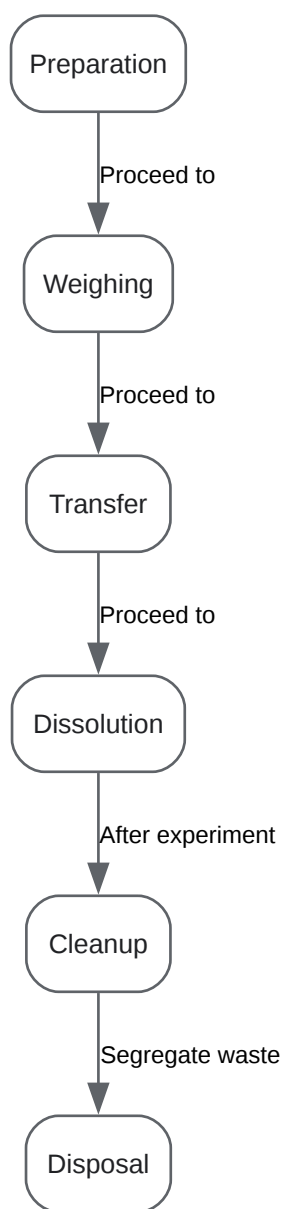 Preparation
Proceed to
Weighing
Proceed to
Transfer
Proceed to
Dissolution
After experiment
Cleanup
Segregate waste
Disposal